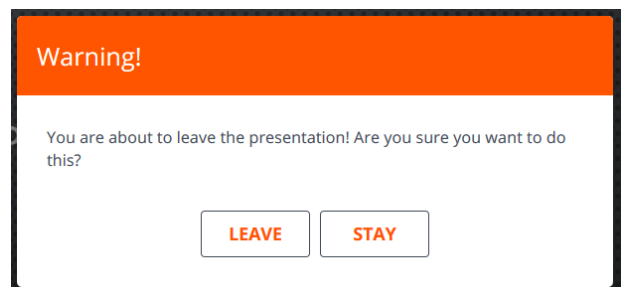 Warning!
You are about to leave the presentation! Are you sure you want to do
this?
LEAVE STAY